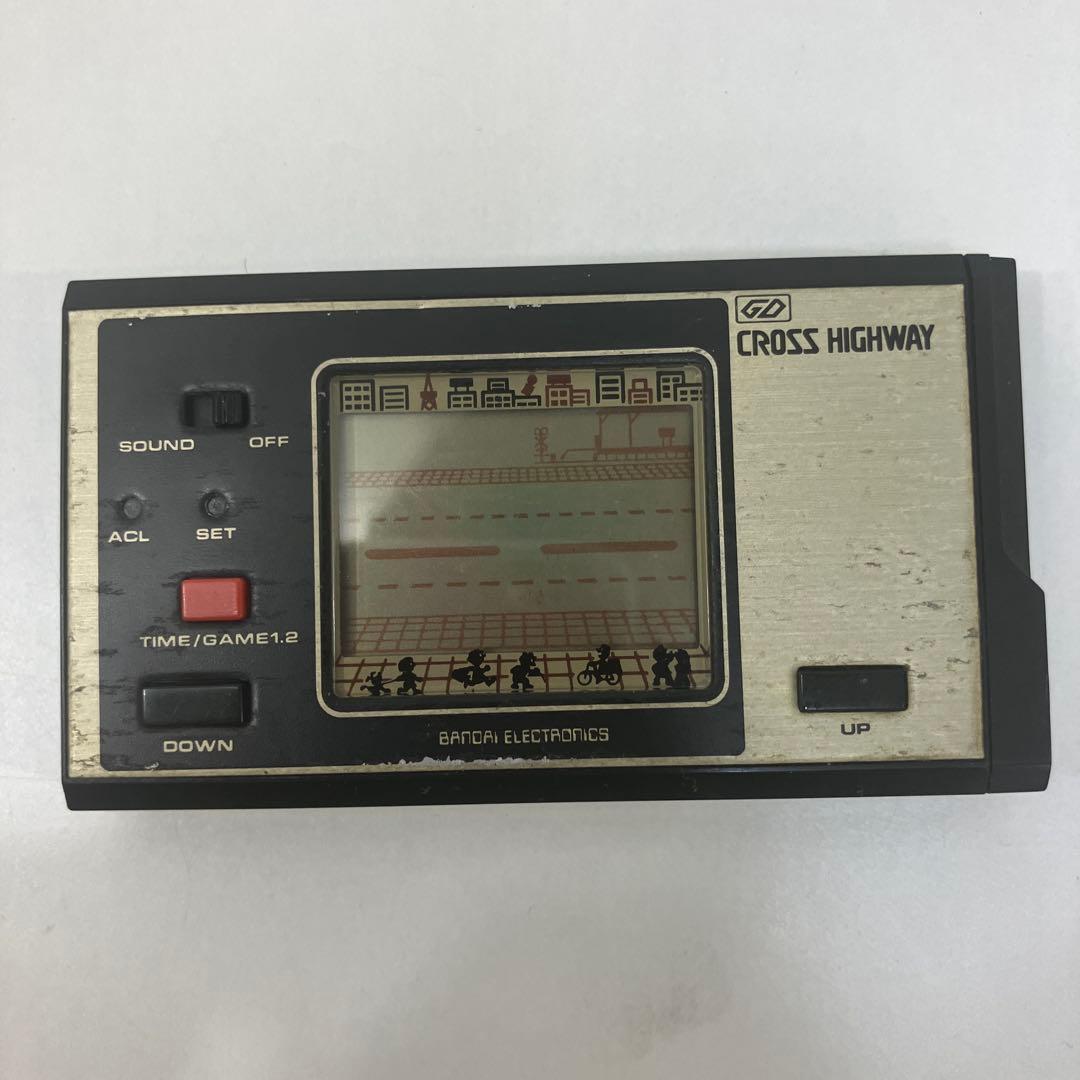 GD
CROSS HIGHWAY
SOUND OFF
ACL SET
TIME/GAME1.2
DOWN
UP
BANDAI ELECTRONICS